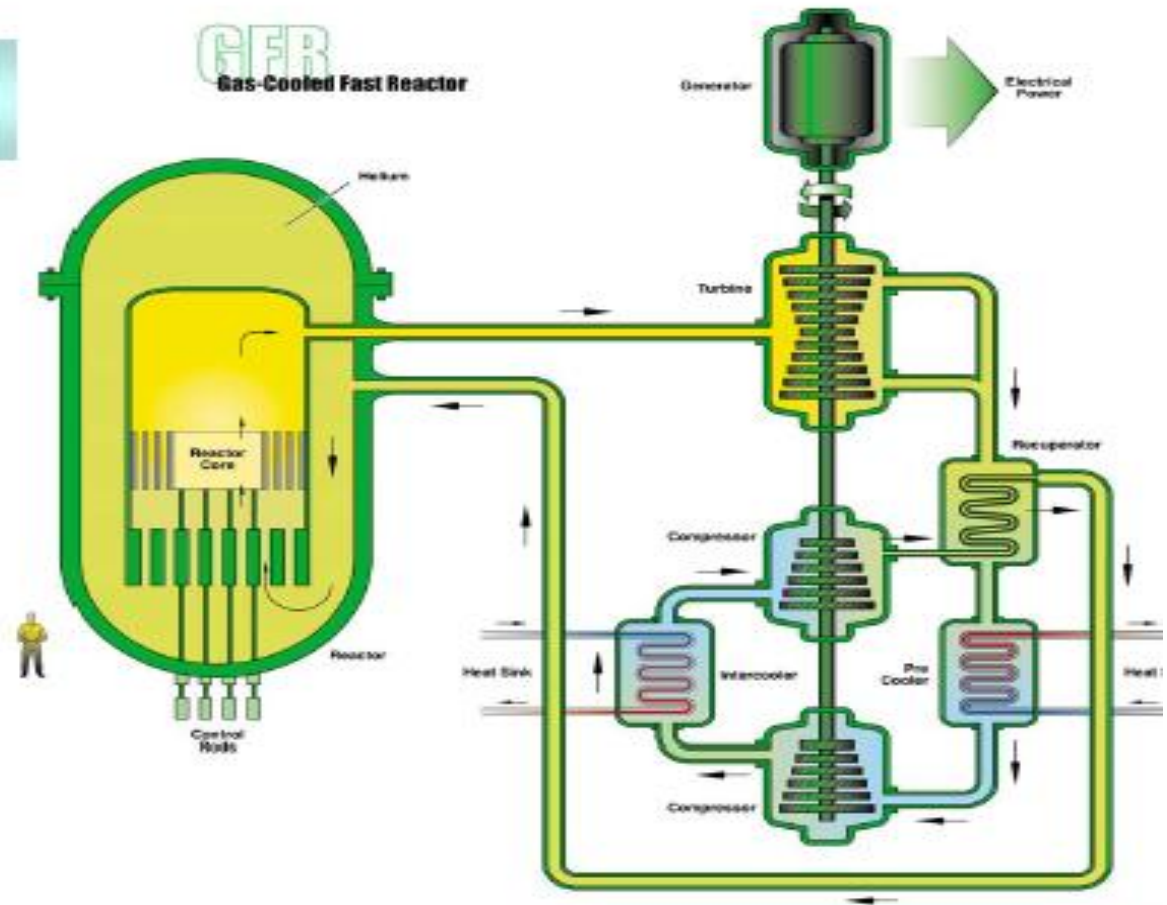 GFR
Gas-Cooled Fast Reactor
Generator
Electrical
Power
Helium
Turbine
Reactor
Core
Recuperator
Compressor
Reactor
Heat Sink
Intercooler
Pre
Cooler
Heat S
Control
Rods
Compressor